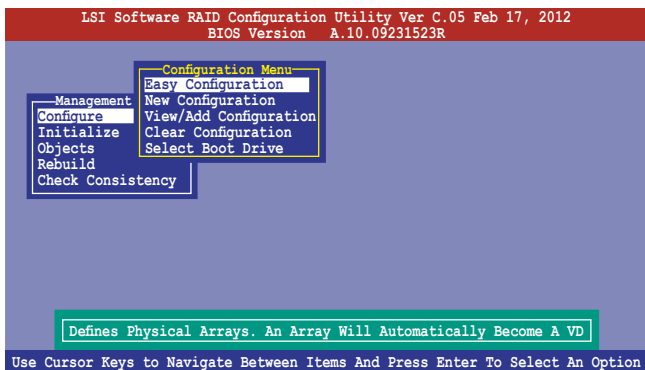 LSI Software RAID Configuration Utility Ver C.05 Feb 17, 2012
BIOS Version A.10.09231523R
Configuration Menu
Easy Configuration
New Configuration
View/Add Configuration
Clear Configuration
Select Boot Drive
Management
Configure
Initialize
Objects
Rebuild
Check Consistency
Defines Physical Arrays. An Array Will Automatically Become A VD
Use Cursor Keys to Navigate Between Items And Press Enter To Select An Option